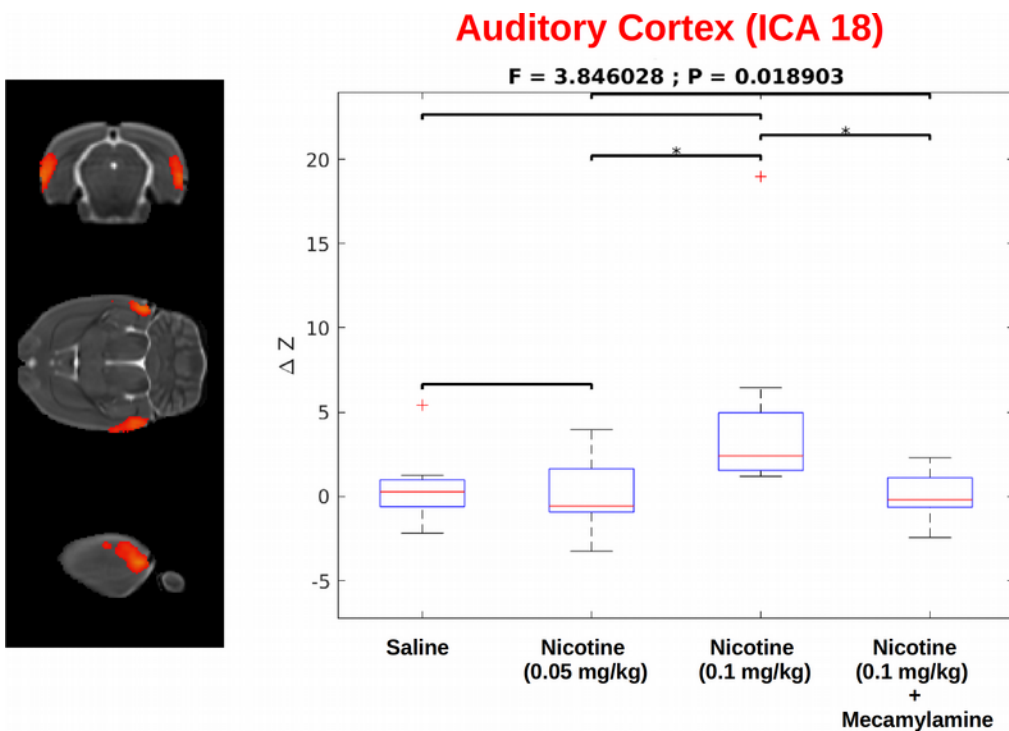 Auditory Cortex (ICA 18)
F = 3.846028 ; P = 0.018903
*
*
20
15
10
5
0
-5
Δ Z
Saline
Nicotine
(0.05 mg/kg)
Nicotine
(0.1 mg/kg)
Nicotine
(0.1 mg/kg)
+
Mecamylamine